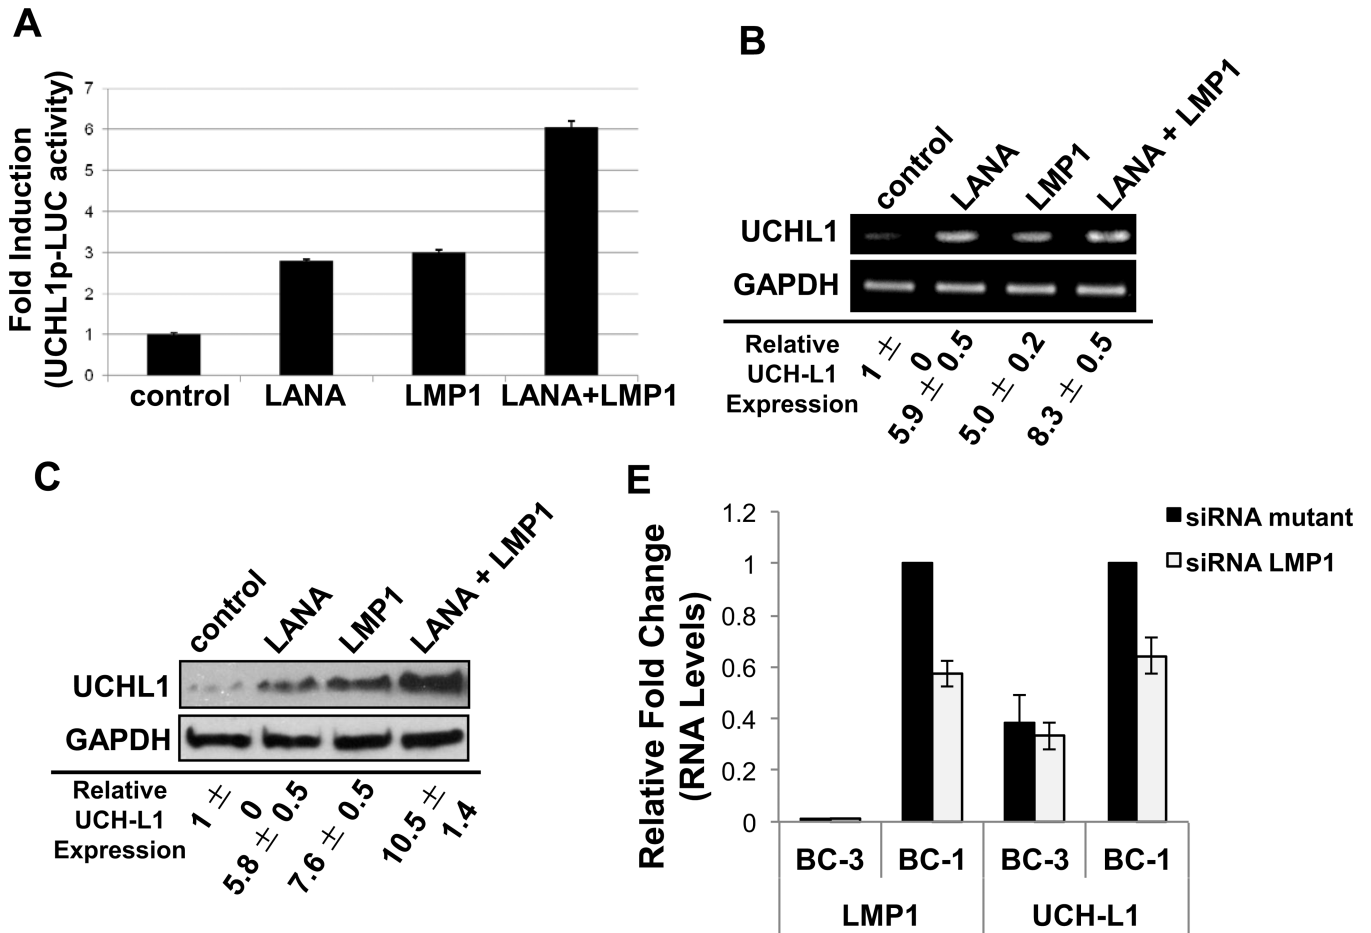 A
Fold Induction
(UCHL1p-LUC activity)
7
6
5
4
3
2
1
0
control LANA LMP1 LANA+LMP1
B
control LANA LMP1 LANA + LMP1
UCHL1
GAPDH
Relative
UCH-L1
Expression
1 ±
0
5.9 ± 0.5
5.0 ± 0.2
8.3 ± 0.5
C
control LANA LMP1 LANA + LMP1
UCHL1
GAPDH
Relative
UCH-L1
Expression
1 ±
0
5.8 ± 0.5
7.6 ± 0.5
10.5 ±
1.4
E
Relative Fold Change
(RNA Levels)
1.2
1
0.8
0.6
0.4
0.2
0
siRNA mutant
siRNA LMP1
BC-3 BC-1 BC-3 BC-1
LMP1 UCH-L1